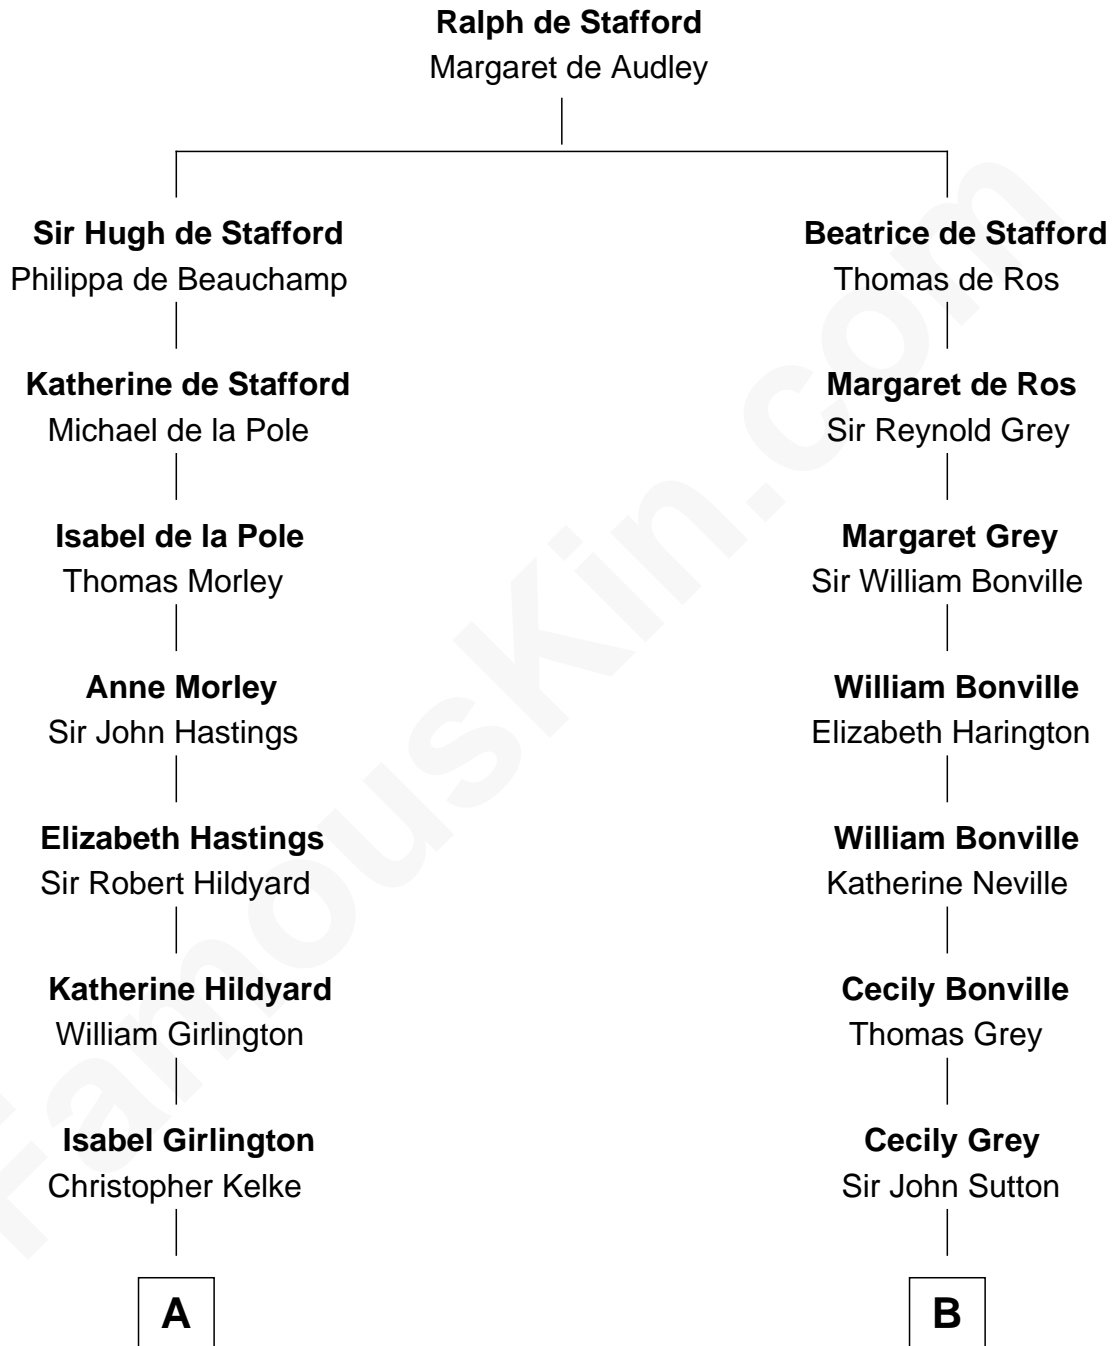 Ralph de Stafford
Margaret de Audley
Sir Hugh de Stafford
Philippa de Beauchamp
Beatrice de Stafford
Thomas de Ros
Katherine de Stafford
Michael de la Pole
Margaret de Ros
Sir Reynold Grey
Isabel de la Pole
Thomas Morley
Margaret Grey
Sir William Bonville
Anne Morley
Sir John Hastings
William Bonville
Elizabeth Harington
Elizabeth Hastings
Sir Robert Hildyard
William Bonville
Katherine Neville
Katherine Hildyard
William Girlington
Cecily Bonville
Thomas Grey
Isabel Girlington
Christopher Kelke
Cecily Grey
Sir John Sutton
A
B
FamousKin.com